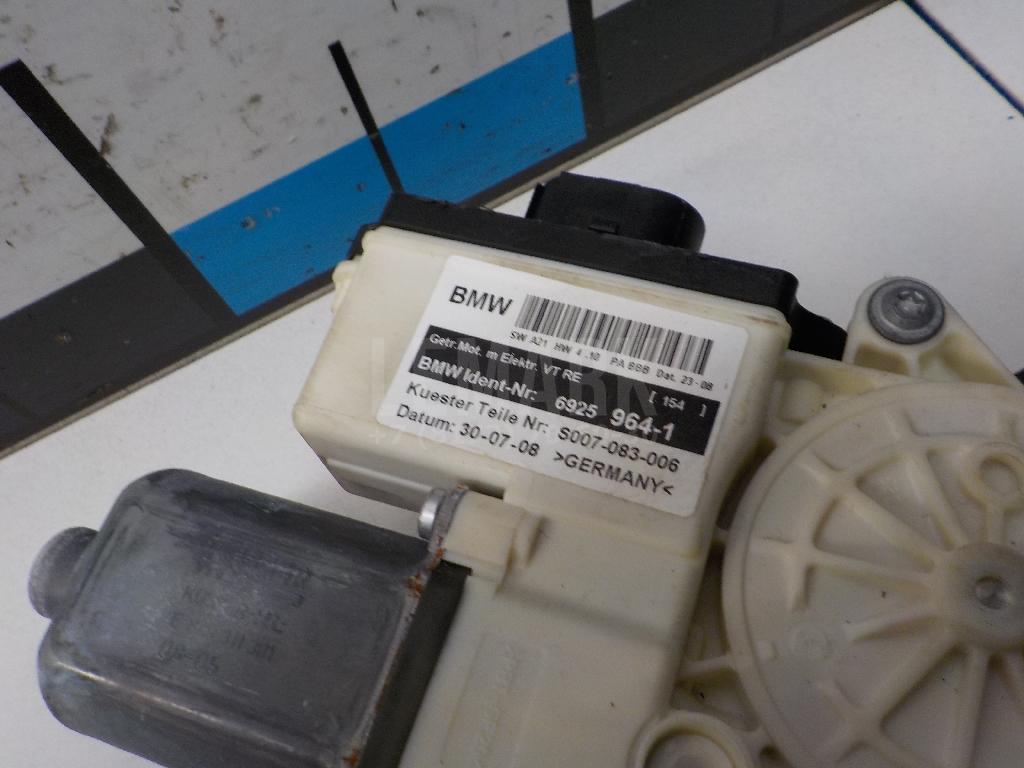 BMW
SW A21 HW 4.10 PA BBB Dat. 23-08
Getr.Mot. m Elektr. VT RE [ 154 ]
BMW Ident-Nr: 6925 964-1
Kuester Teile Nr: S007-083-006
Datum: 30-07-08 >GERMANY<